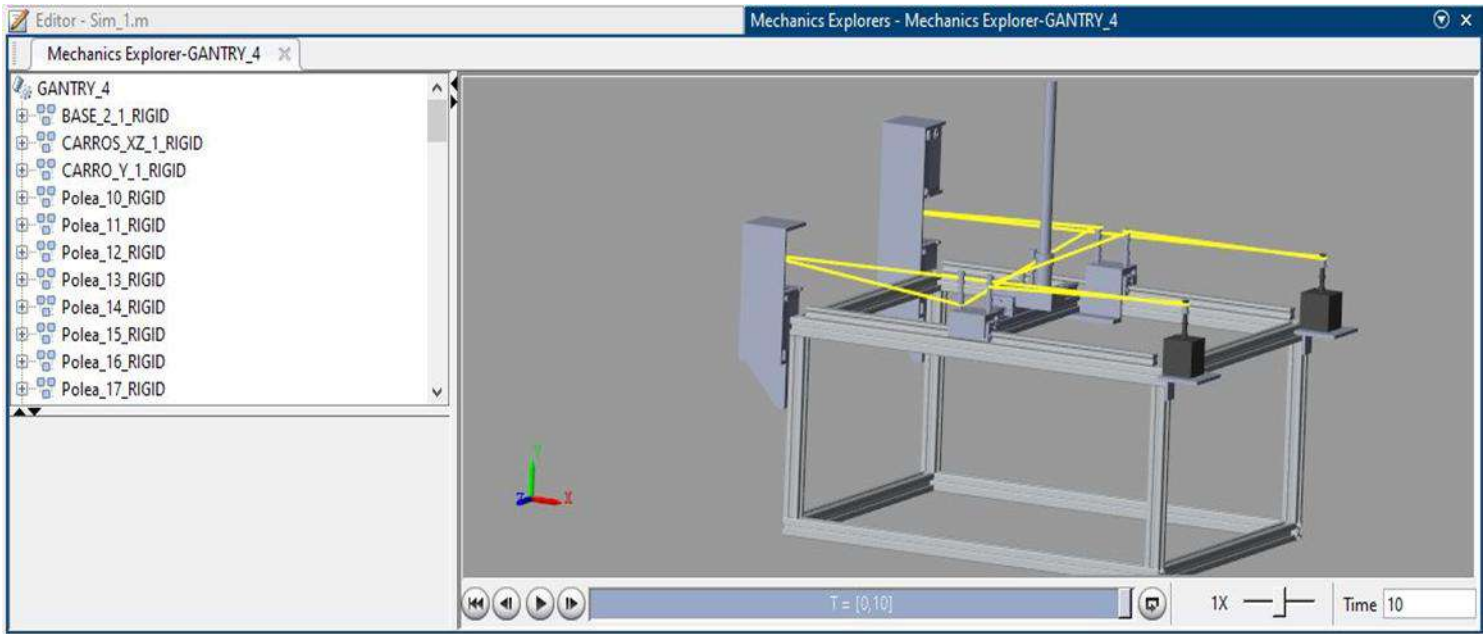 Editor - Sim_1.m
Mechanics Explorers - Mechanics Explorer-GANTRY_4
Mechanics Explorer-GANTRY_4
GANTRY_4
BASE_2_1_RIGID
CARROS_XZ_1_RIGID
CARRO_Y_1_RIGID
Polea_10_RIGID
Polea_11_RIGID
Polea_12_RIGID
Polea_13_RIGID
Polea_14_RIGID
Polea_15_RIGID
Polea_16_RIGID
Polea_17_RIGID
Y
Z X
T = [0,10]
1X
Time 10